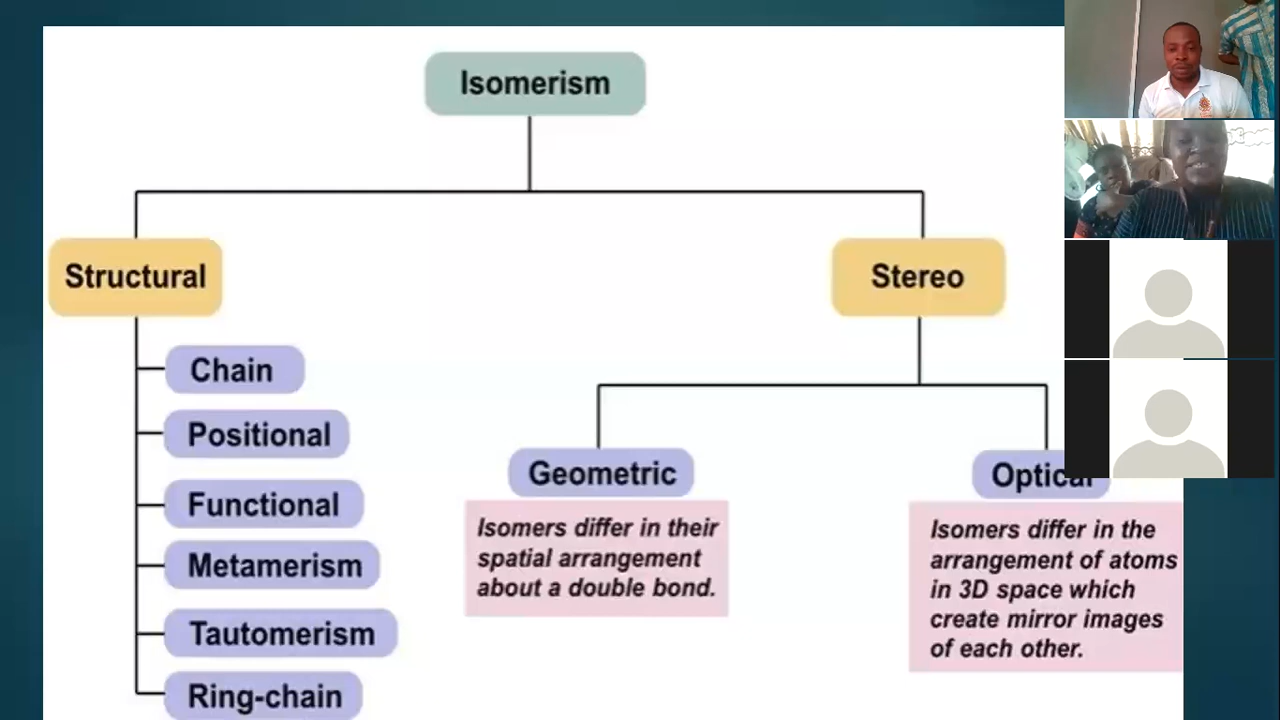 Isomerism
Structural
Stereo
Chain
Positional
Functional
Metamerism
Tautomerism
Ring-chain
Geometric
Isomers differ in their
spatial arrangement
about a double bond.
Optical
Isomers differ in the
arrangement of atoms
in 3D space which
create mirror images
of each other.